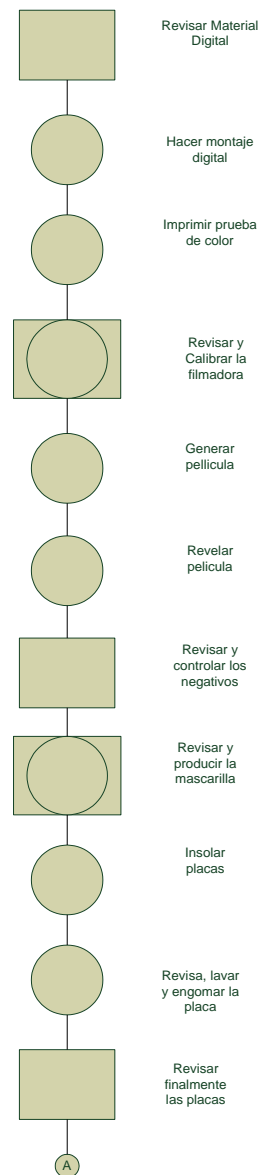 Revisar Material
Digital
Hacer montaje
digital
Imprimir prueba
de color
Revisar y
Calibrar la
filmadora
Generar
pellicula
Revelar
pelicula
Revisar y
controlar los
negativos
Revisar y
producir la
mascarilla
Insolar
placas
Revisa, lavar
y engomar la
placa
Revisar
finalmente
las placas
A